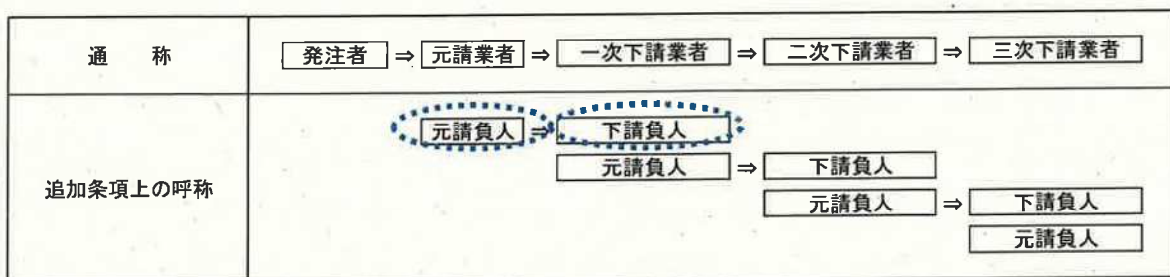 通 称
発注者 ⇒ 元請業者 ⇒ 一次下請業者 ⇒ 二次下請業者 ⇒ 三次下請業者
追加条項上の呼称
元請負人 ⇒ 下請負人
元請負人 ⇒ 下請負人
元請負人 ⇒ 下請負人
元請負人